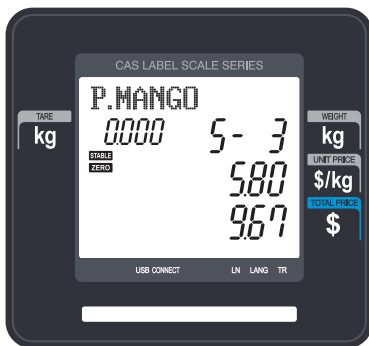 CAS LABEL SCALE SERIES
P.MANGO
TARE
kg
0.000
5- 3
WEIGHT
kg
STABLE
ZERO
5.80
UNIT PRICE
$/kg
9.67
TOTAL PRICE
$
USB CONNECT LN LANG TR